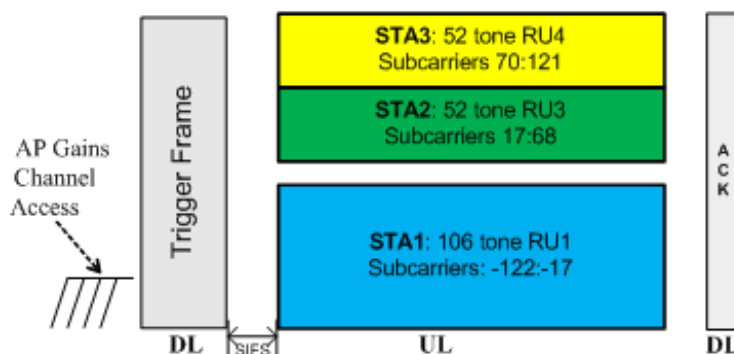 AP Gains
Channel
Access
Trigger Frame
STA3: 52 tone RU4
Subcarriers 70:121
STA2: 52 tone RU3
Subcarriers 17:68
STA1: 106 tone RU1
Subcarriers: -122:-17
ACK
DL
SIFS
UL
DL